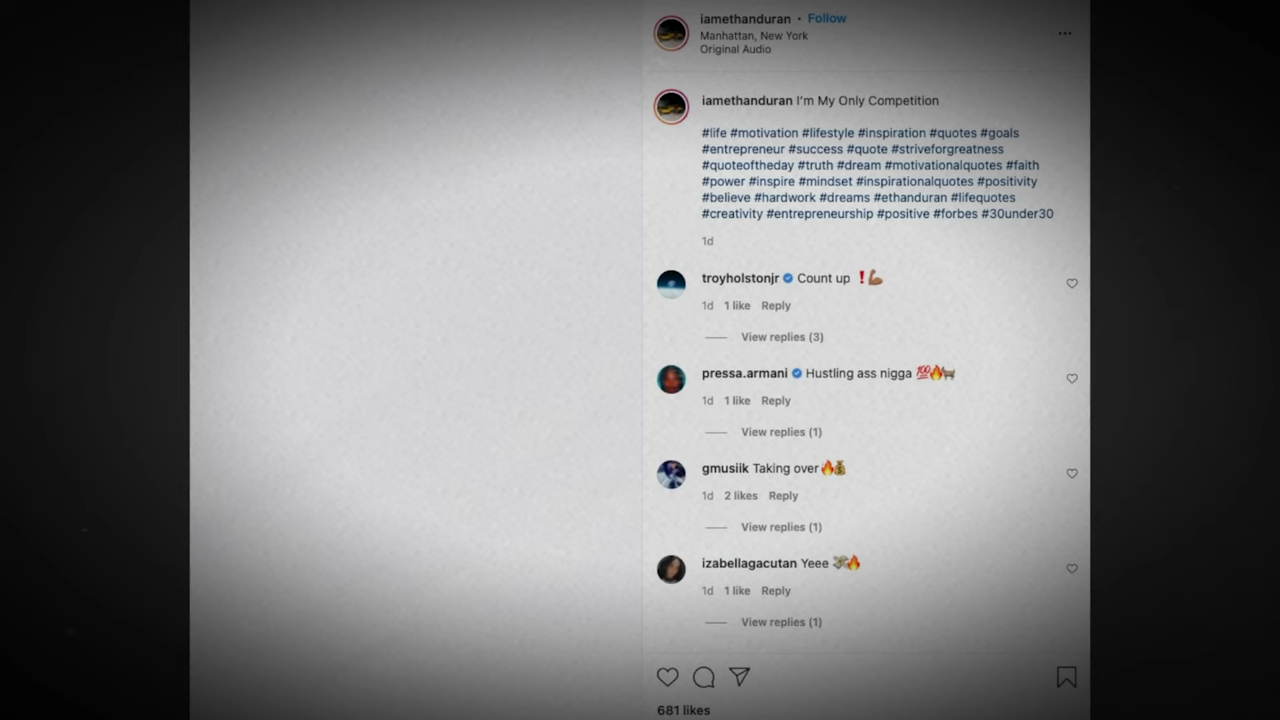 iamethanduran • Follow
Manhattan, New York
Original Audio
iamethanduran I'm My Only Competition
#life #motivation #lifestyle #inspiration #quotes #goals
#entrepreneur #success #quote #striveforgreatness
#quoteoftheday #truth #dream #motivationalquotes #faith
#power #inspire #mindset #inspirationalquotes #positivity
#believe #hardwork #dreams #ethanduran #lifequotes
#creativity #entrepreneurship #positive #forbes #30under30
1d
troyholstonjr Count up ❗💪🏽
1d 1 like Reply
View replies (3)
pressa.armani Hustling ass nigga 💯🔥🐐
1d 1 like Reply
View replies (1)
gmusiik Taking over🔥💰
1d 2 likes Reply
View replies (1)
izabellagacutan Yeee 💸🔥
1d 1 like Reply
View replies (1)
681 likes